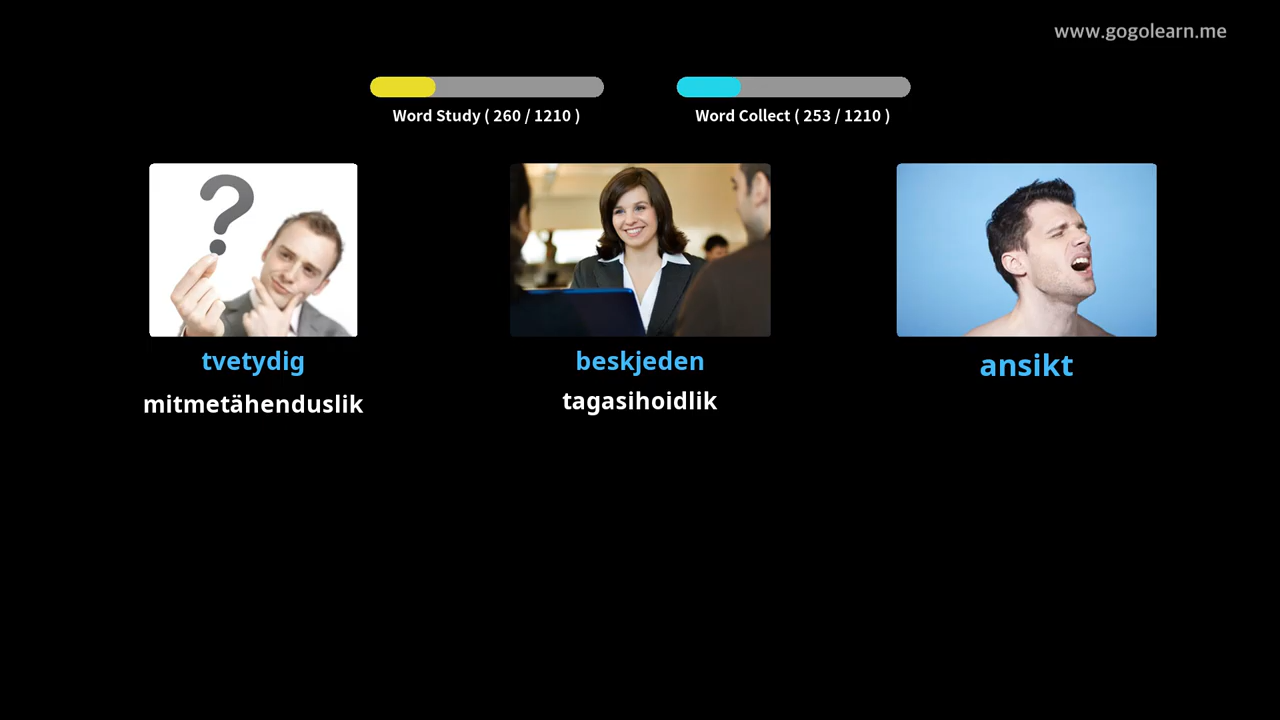 www.gogolearn.me
Word Study ( 260 / 1210 )
Word Collect ( 253 / 1210 )
tvetydig
mitmetähenduslik
beskjeden
tagasihoidlik
ansikt